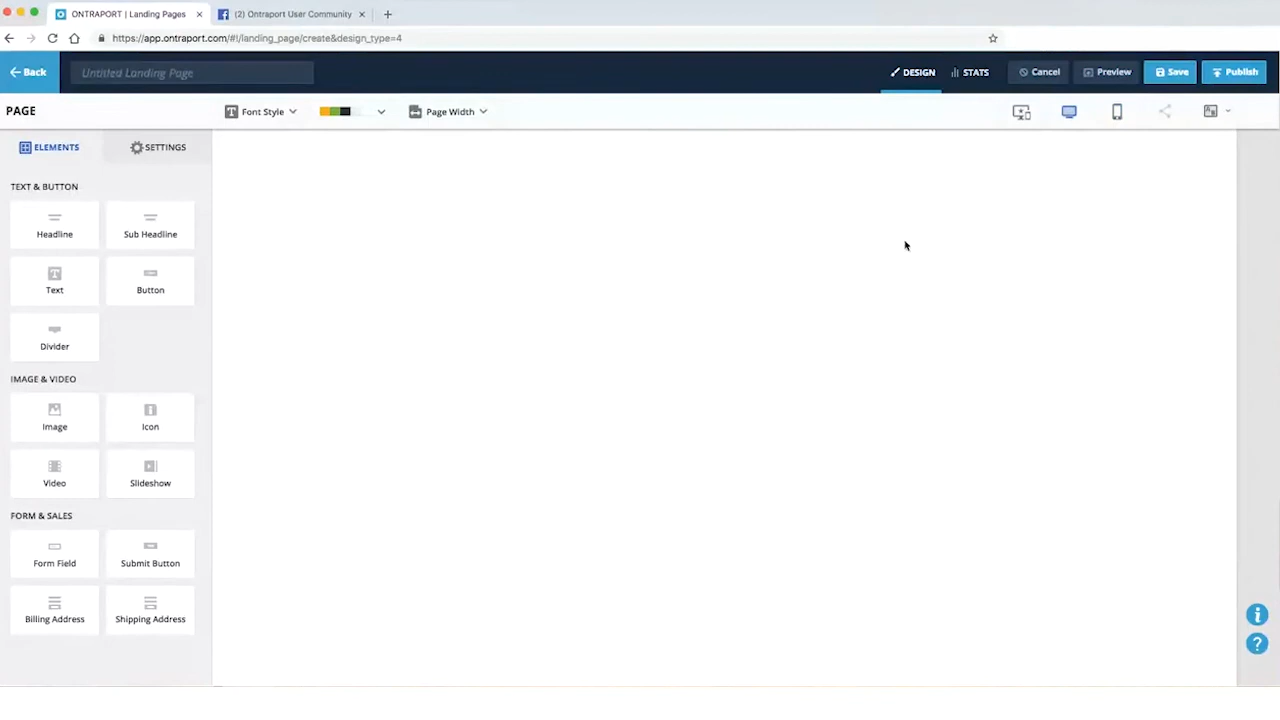 ONTRAPORT | Landing Pages
(2) Ontraport User Community
https://app.ontraport.com/#!/landing_page/create&design_type=4
Back
Untitled Landing Page
DESIGN
STATS
Cancel
Preview
Save
Publish
PAGE
Font Style
Page Width
ELEMENTS
SETTINGS
TEXT & BUTTON
Headline
Sub Headline
Text
Button
Divider
IMAGE & VIDEO
Image
Icon
Video
Slideshow
FORM & SALES
Form Field
Submit Button
Billing Address
Shipping Address